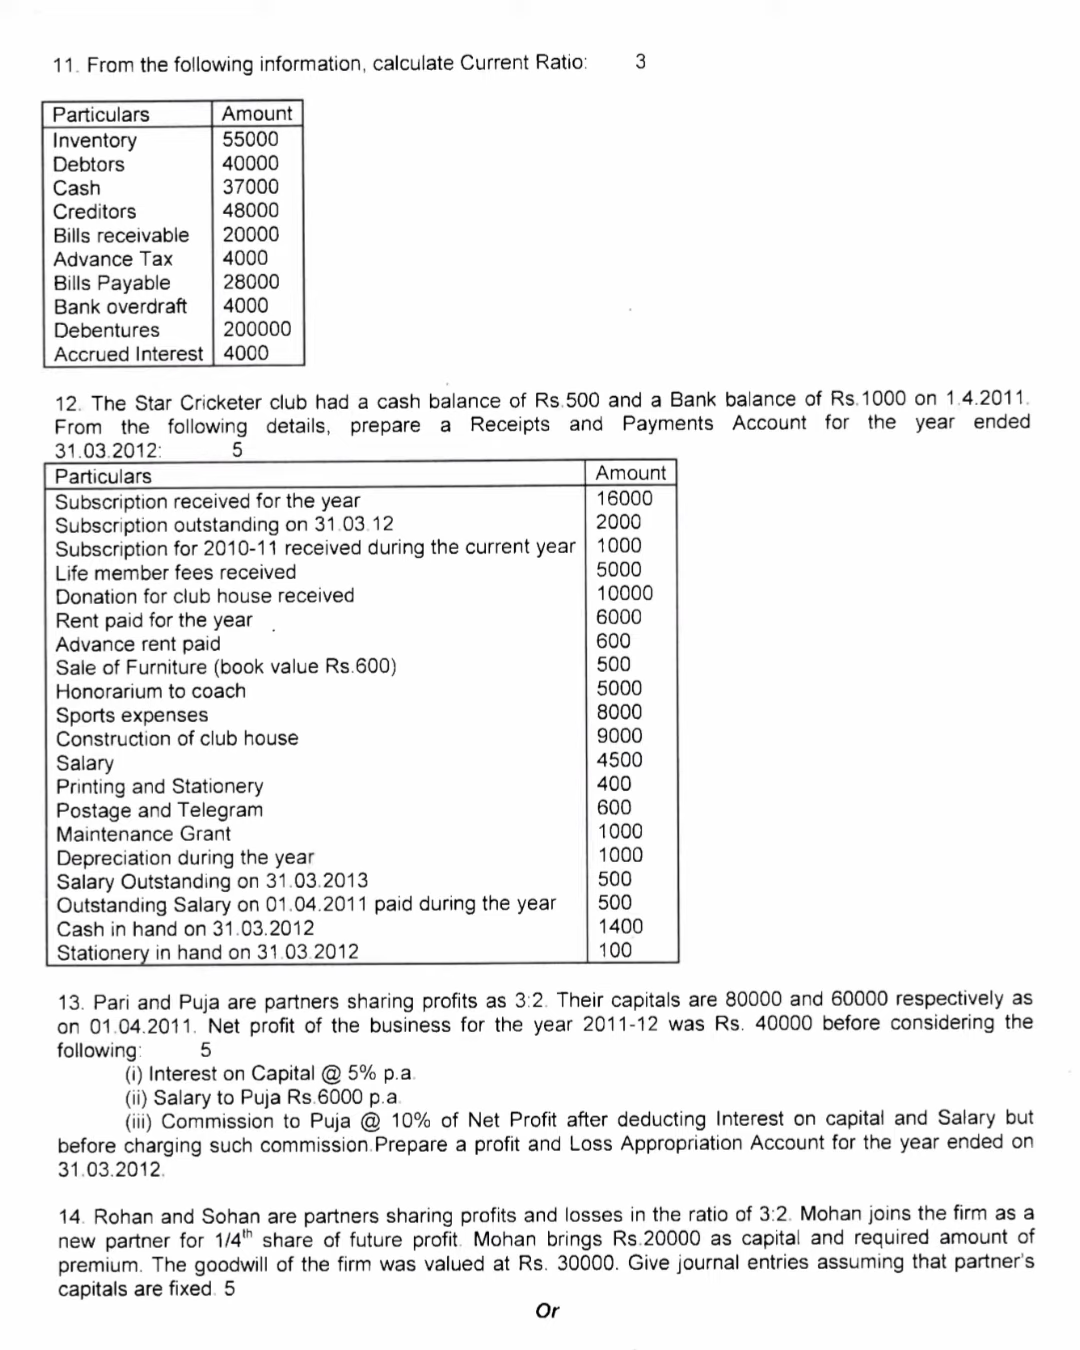 11. From the following information, calculate Current Ratio: 3
Particulars Amount
Inventory 55000
Debtors 40000
Cash 37000
Creditors 48000
Bills receivable 20000
Advance Tax 4000
Bills Payable 28000
Bank overdraft 4000
Debentures 200000
Accrued Interest 4000
12. The Star Cricketer club had a cash balance of Rs.500 and a Bank balance of Rs.1000 on 1.4.2011.
From the following details, prepare a Receipts and Payments Account for the year ended
31.03.2012: 5
Particulars Amount
Subscription received for the year 16000
Subscription outstanding on 31.03.12 2000
Subscription for 2010-11 received during the current year 1000
Life member fees received 5000
Donation for club house received 10000
Rent paid for the year 6000
Advance rent paid 600
Sale of Furniture (book value Rs.600) 500
Honorarium to coach 5000
Sports expenses 8000
Construction of club house 9000
Salary 4500
Printing and Stationery 400
Postage and Telegram 600
Maintenance Grant 1000
Depreciation during the year 1000
Salary Outstanding on 31.03.2013 500
Outstanding Salary on 01.04.2011 paid during the year 500
Cash in hand on 31.03.2012 1400
Stationery in hand on 31.03.2012 100
13. Pari and Puja are partners sharing profits as 3:2. Their capitals are 80000 and 60000 respectively as
on 01.04.2011. Net profit of the business for the year 2011-12 was Rs. 40000 before considering the
following: 5
(i) Interest on Capital @ 5% p.a.
(ii) Salary to Puja Rs.6000 p.a.
(iii) Commission to Puja @ 10% of Net Profit after deducting Interest on capital and Salary but
before charging such commission.Prepare a profit and Loss Appropriation Account for the year ended on
31.03.2012.
14. Rohan and Sohan are partners sharing profits and losses in the ratio of 3:2. Mohan joins the firm as a
new partner for 1/4th share of future profit. Mohan brings Rs.20000 as capital and required amount of
premium. The goodwill of the firm was valued at Rs. 30000. Give journal entries assuming that partner's
capitals are fixed. 5
Or